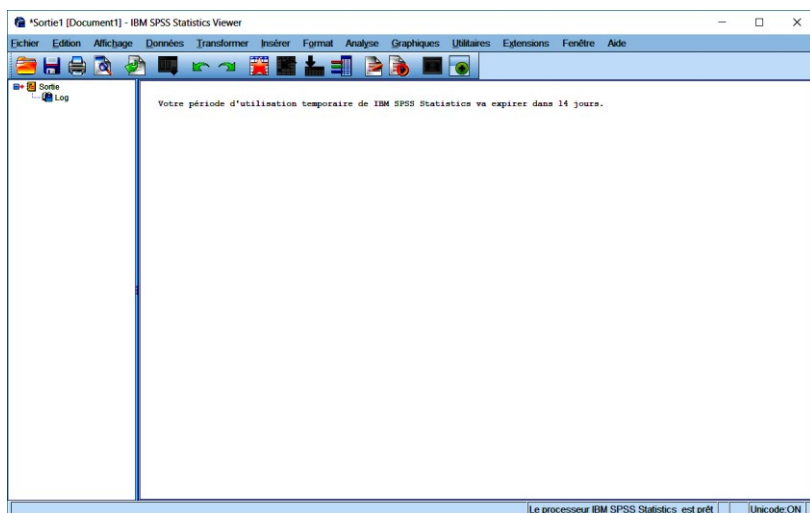 *Sortie1 [Document1] - IBM SPSS Statistics Viewer
Eichier Edition Affichage Données Transformer Insérer Format Analyse Graphiques Utilitaires Extensions Fenêtre Aide
Sortie
Log
Votre période d'utilisation temporaire de IBM SPSS Statistics va expirer dans 14 jours.
Le processeur IBM SPSS Statistics est prêt
Unicode:ON